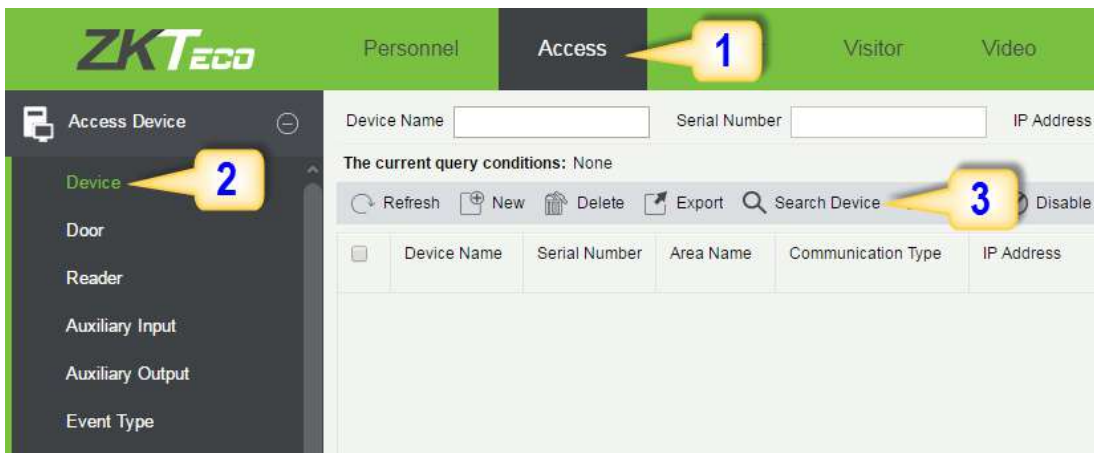 ZKTeco Personnel Access 1 Visitor Video
Access Device Device Name Serial Number IP Address
The current query conditions: None
Device 2
Refresh New Delete Export Search Device 3 Disable
Door
Device Name Serial Number Area Name Communication Type IP Address
Reader
Auxiliary Input
Auxiliary Output
Event Type